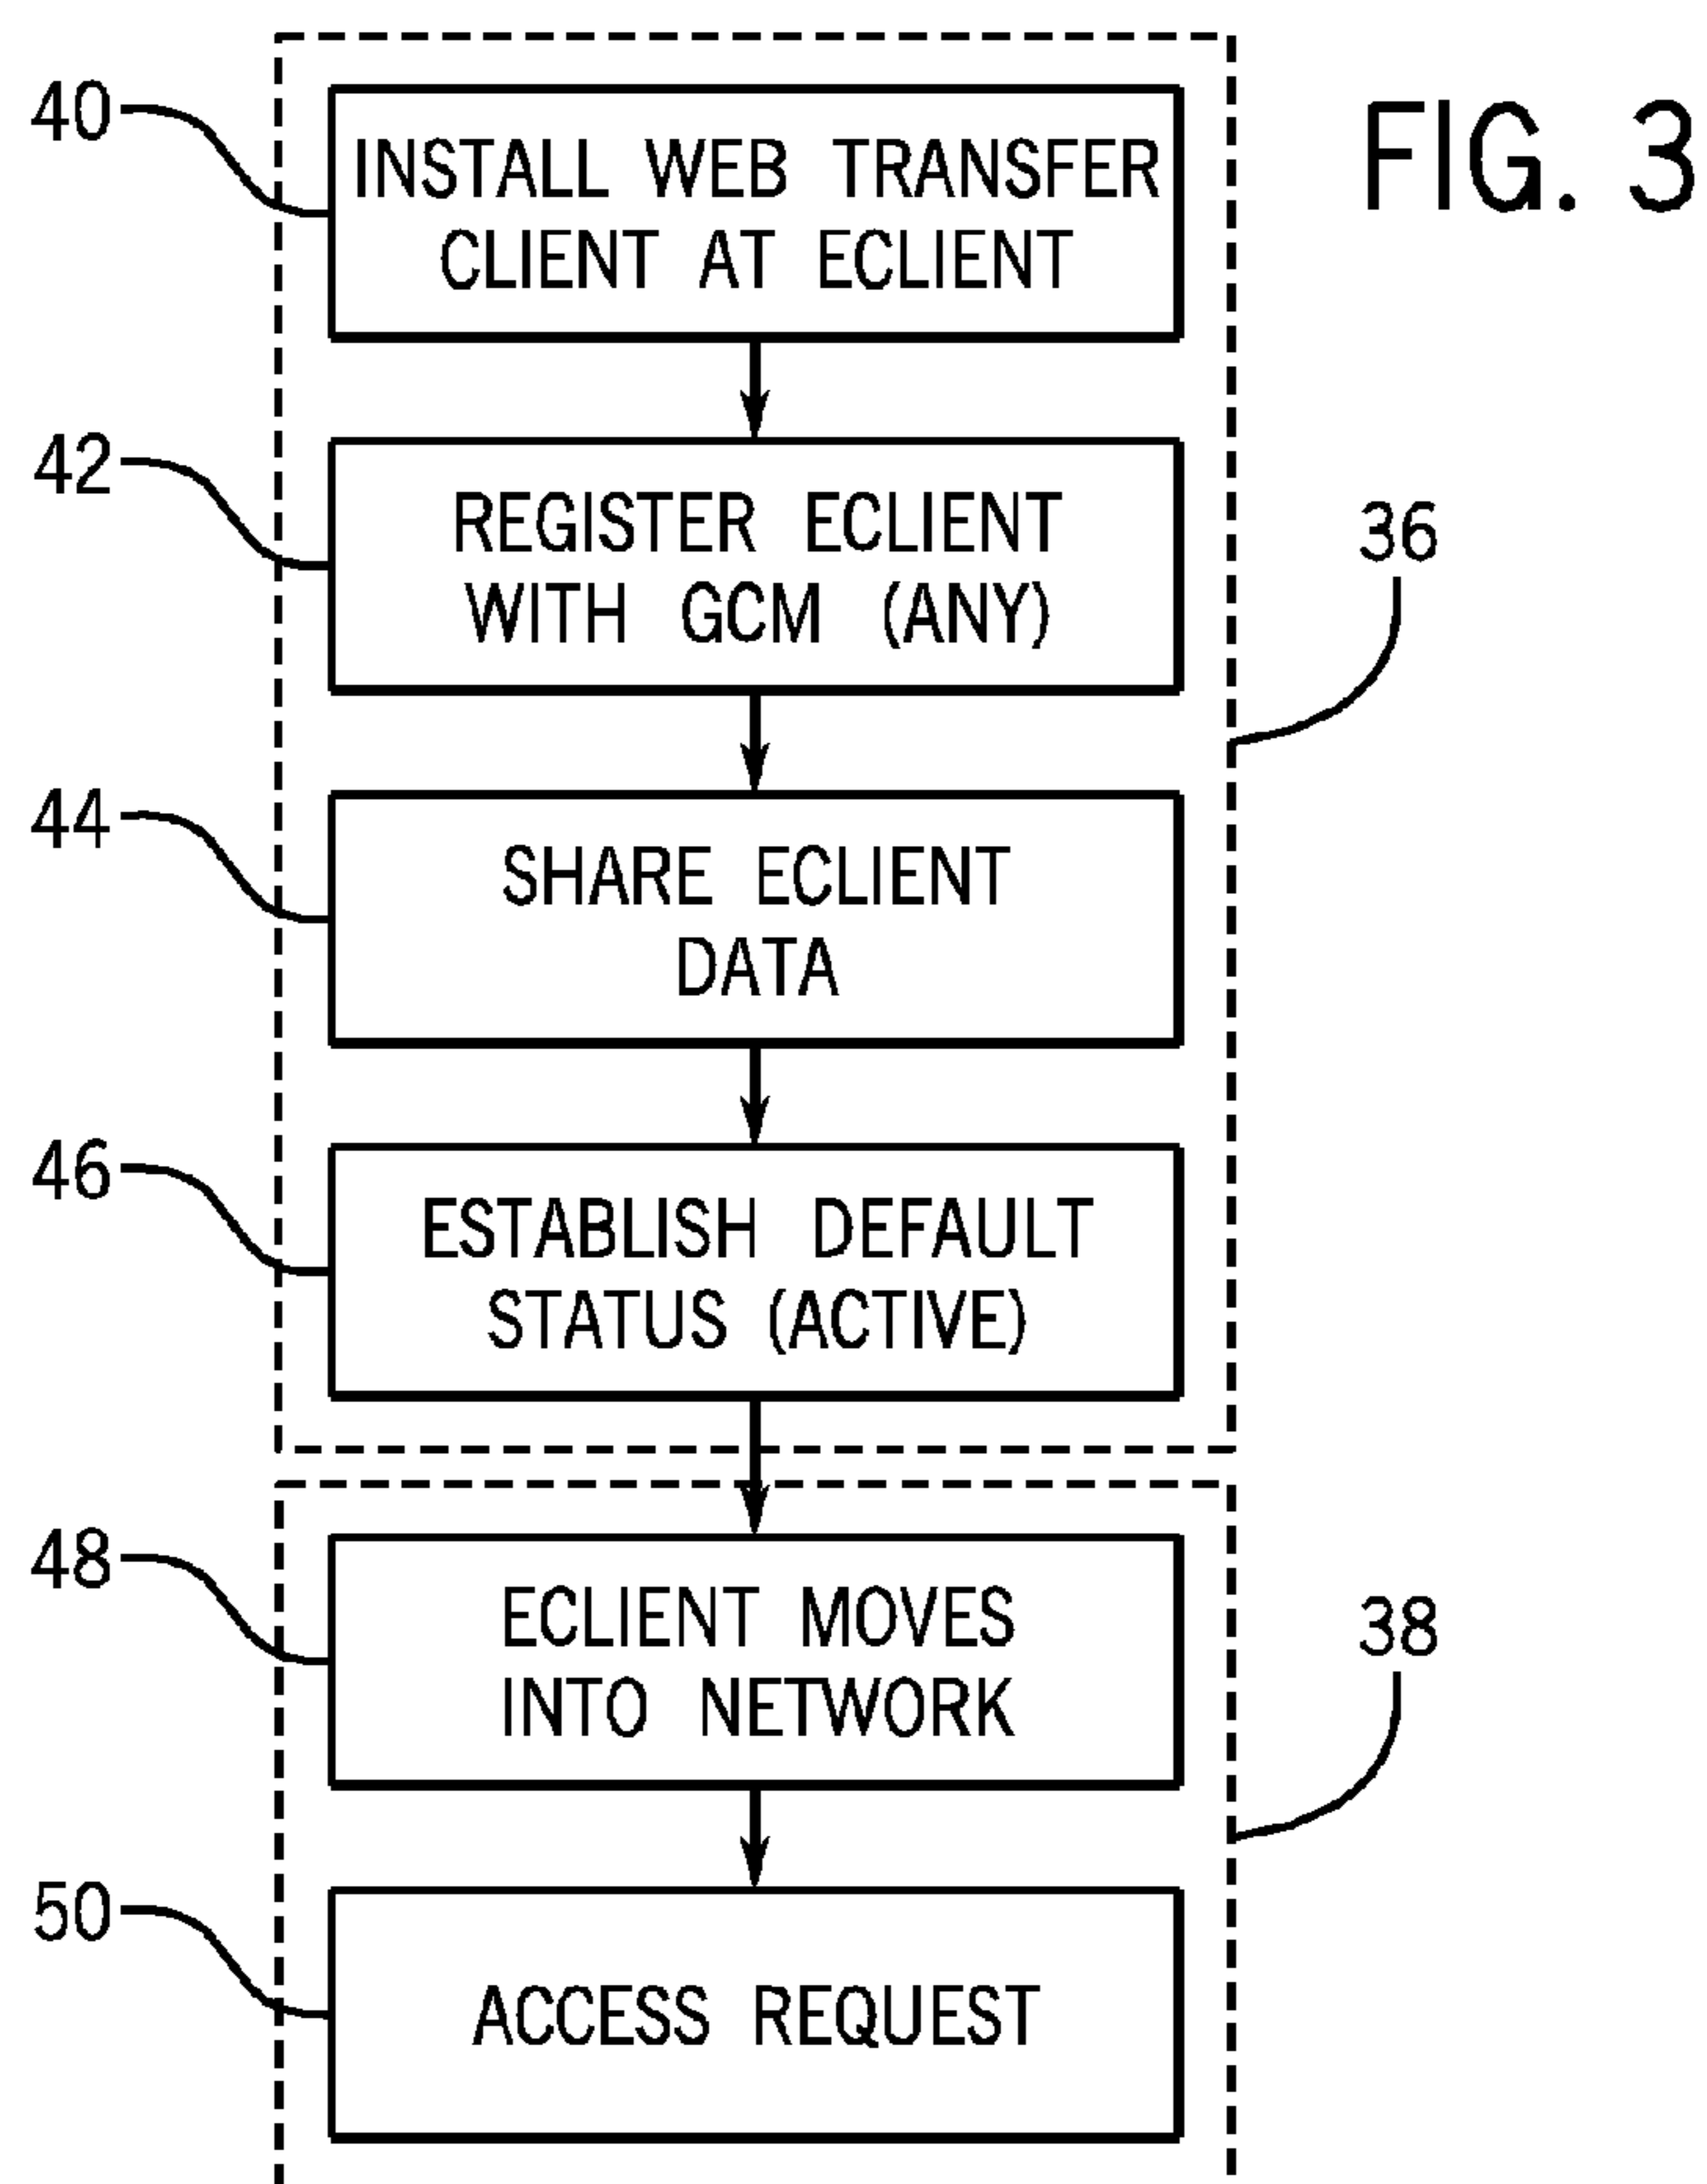 FIG. 3
40
INSTALL WEB TRANSFER
CLIENT AT ECLIENT
42
REGISTER ECLIENT
WITH GCM (ANY)
36
44
SHARE ECLIENT
DATA
46
ESTABLISH DEFAULT
STATUS (ACTIVE)
48
ECLIENT MOVES
INTO NETWORK
38
50
ACCESS REQUEST